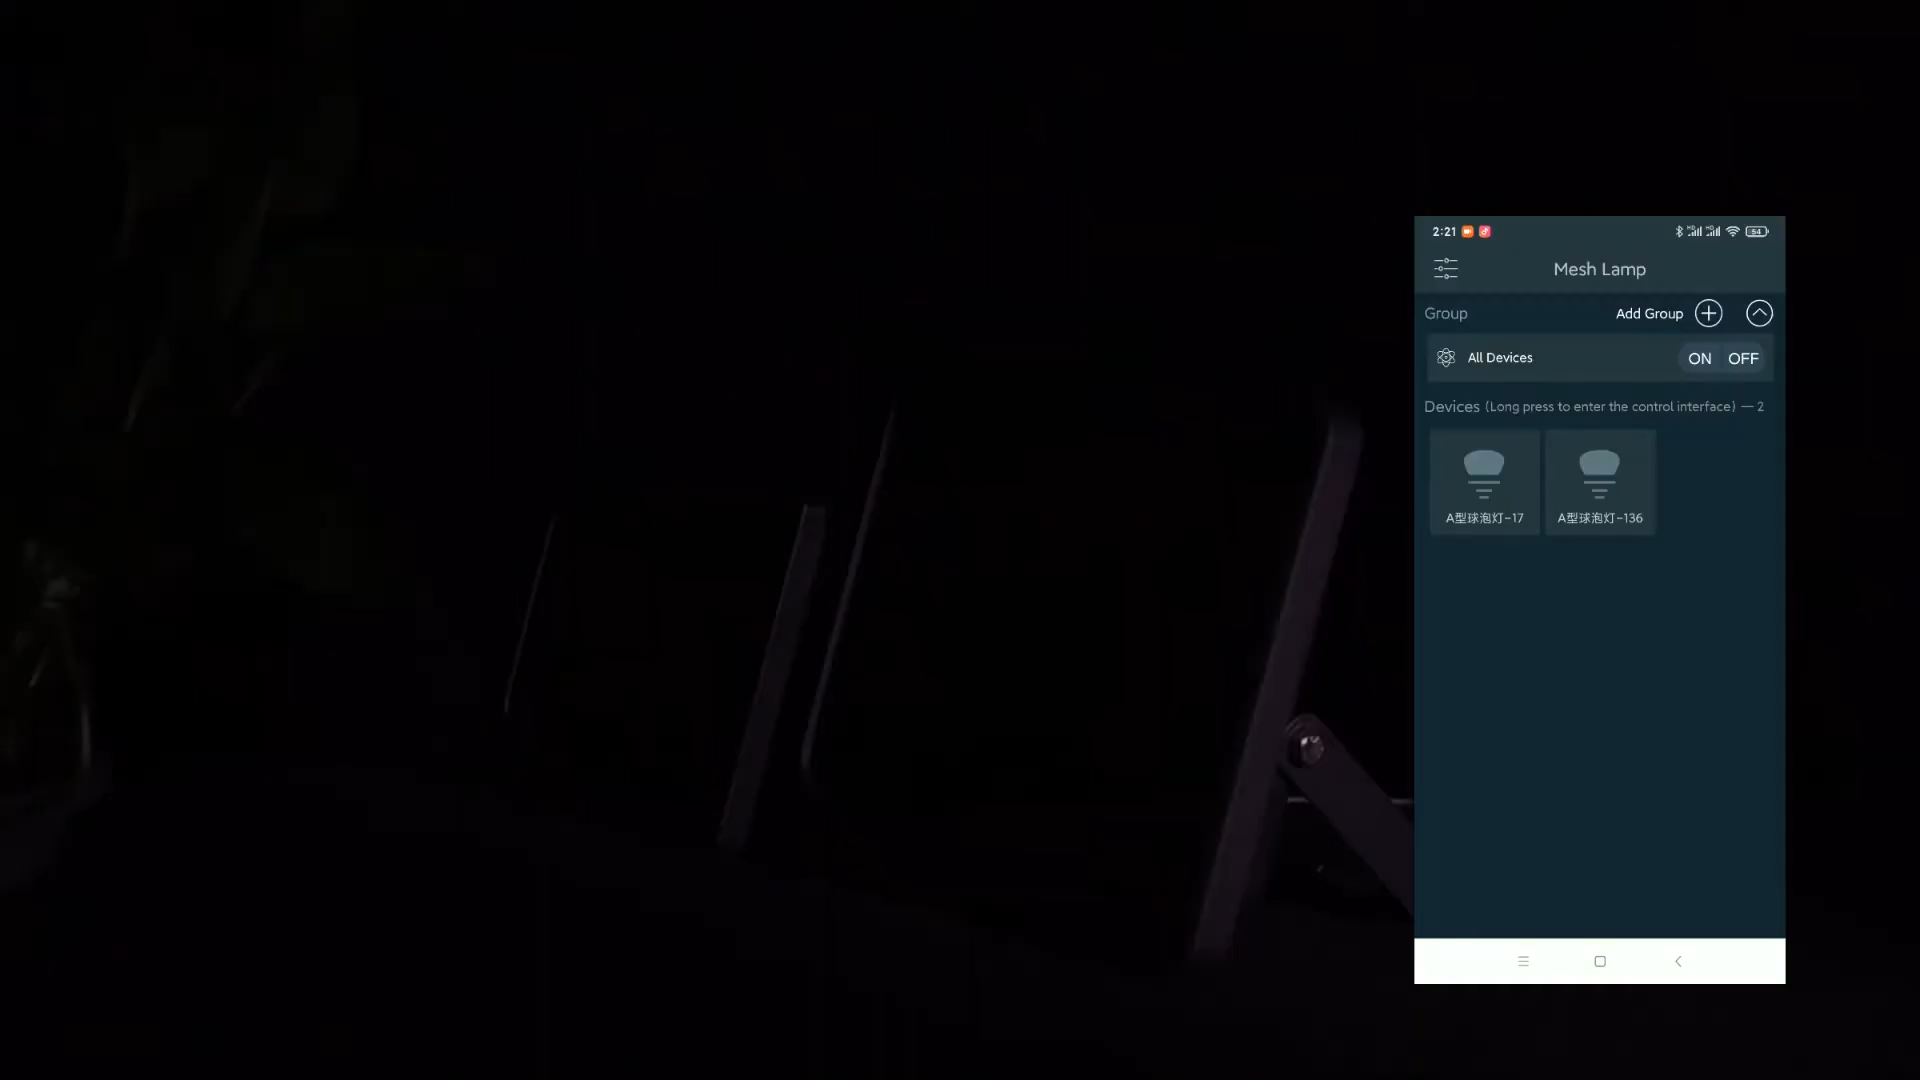 2:21
54
Mesh Lamp
Group
Add Group
All Devices
ON OFF
Devices (Long press to enter the control interface) — 2
A型球泡灯-17
A型球泡灯-136